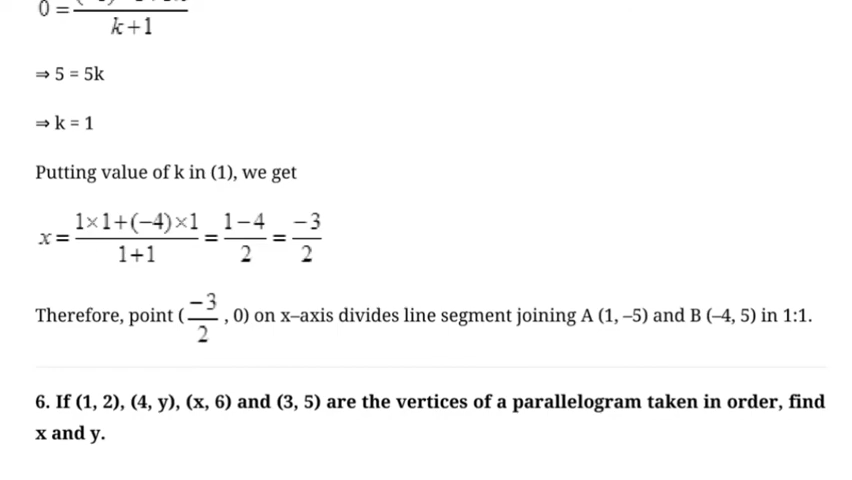 0 =
k+1
⇒ 5 = 5k
⇒ k = 1
Putting value of k in (1), we get
x = 1×1+(−4)×1 / 1+1 = 1−4 / 2 = −3 / 2
Therefore, point (−3/2, 0) on x–axis divides line segment joining A (1, –5) and B (–4, 5) in 1:1.
6. If (1, 2), (4, y), (x, 6) and (3, 5) are the vertices of a parallelogram taken in order, find
x and y.